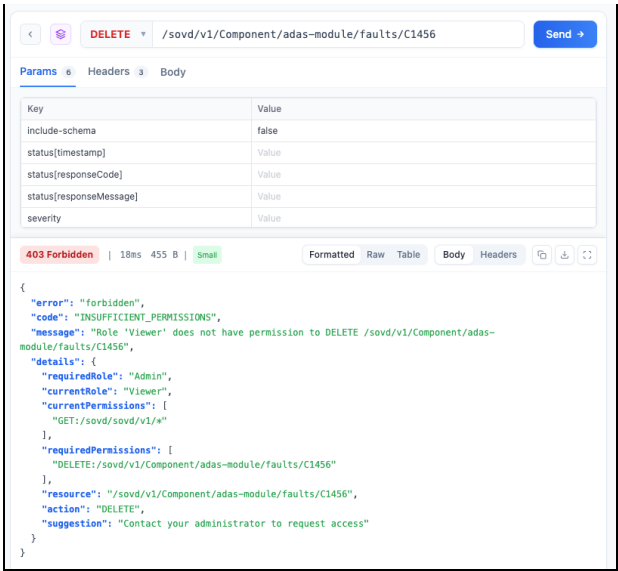 DELETE ▼ /sovd/v1/Component/adas-module/faults/C1456 Send →
Params 6 Headers 3 Body
Key Value
include-schema false
status[timestamp] Value
status[responseCode] Value
status[responseMessage] Value
severity Value
403 Forbidden | 18ms 455 B | Small Formatted Raw Table Body Headers
{
"error": "forbidden",
"code": "INSUFFICIENT_PERMISSIONS",
"message": "Role 'Viewer' does not have permission to DELETE /sovd/v1/Component/adas-
module/faults/C1456",
"details": {
"requiredRole": "Admin",
"currentRole": "Viewer",
"currentPermissions": [
"GET:/sovd/sovd/v1/*"
],
"requiredPermissions": [
"DELETE:/sovd/v1/Component/adas-module/faults/C1456"
],
"resource": "/sovd/v1/Component/adas-module/faults/C1456",
"action": "DELETE",
"suggestion": "Contact your administrator to request access"
}
}